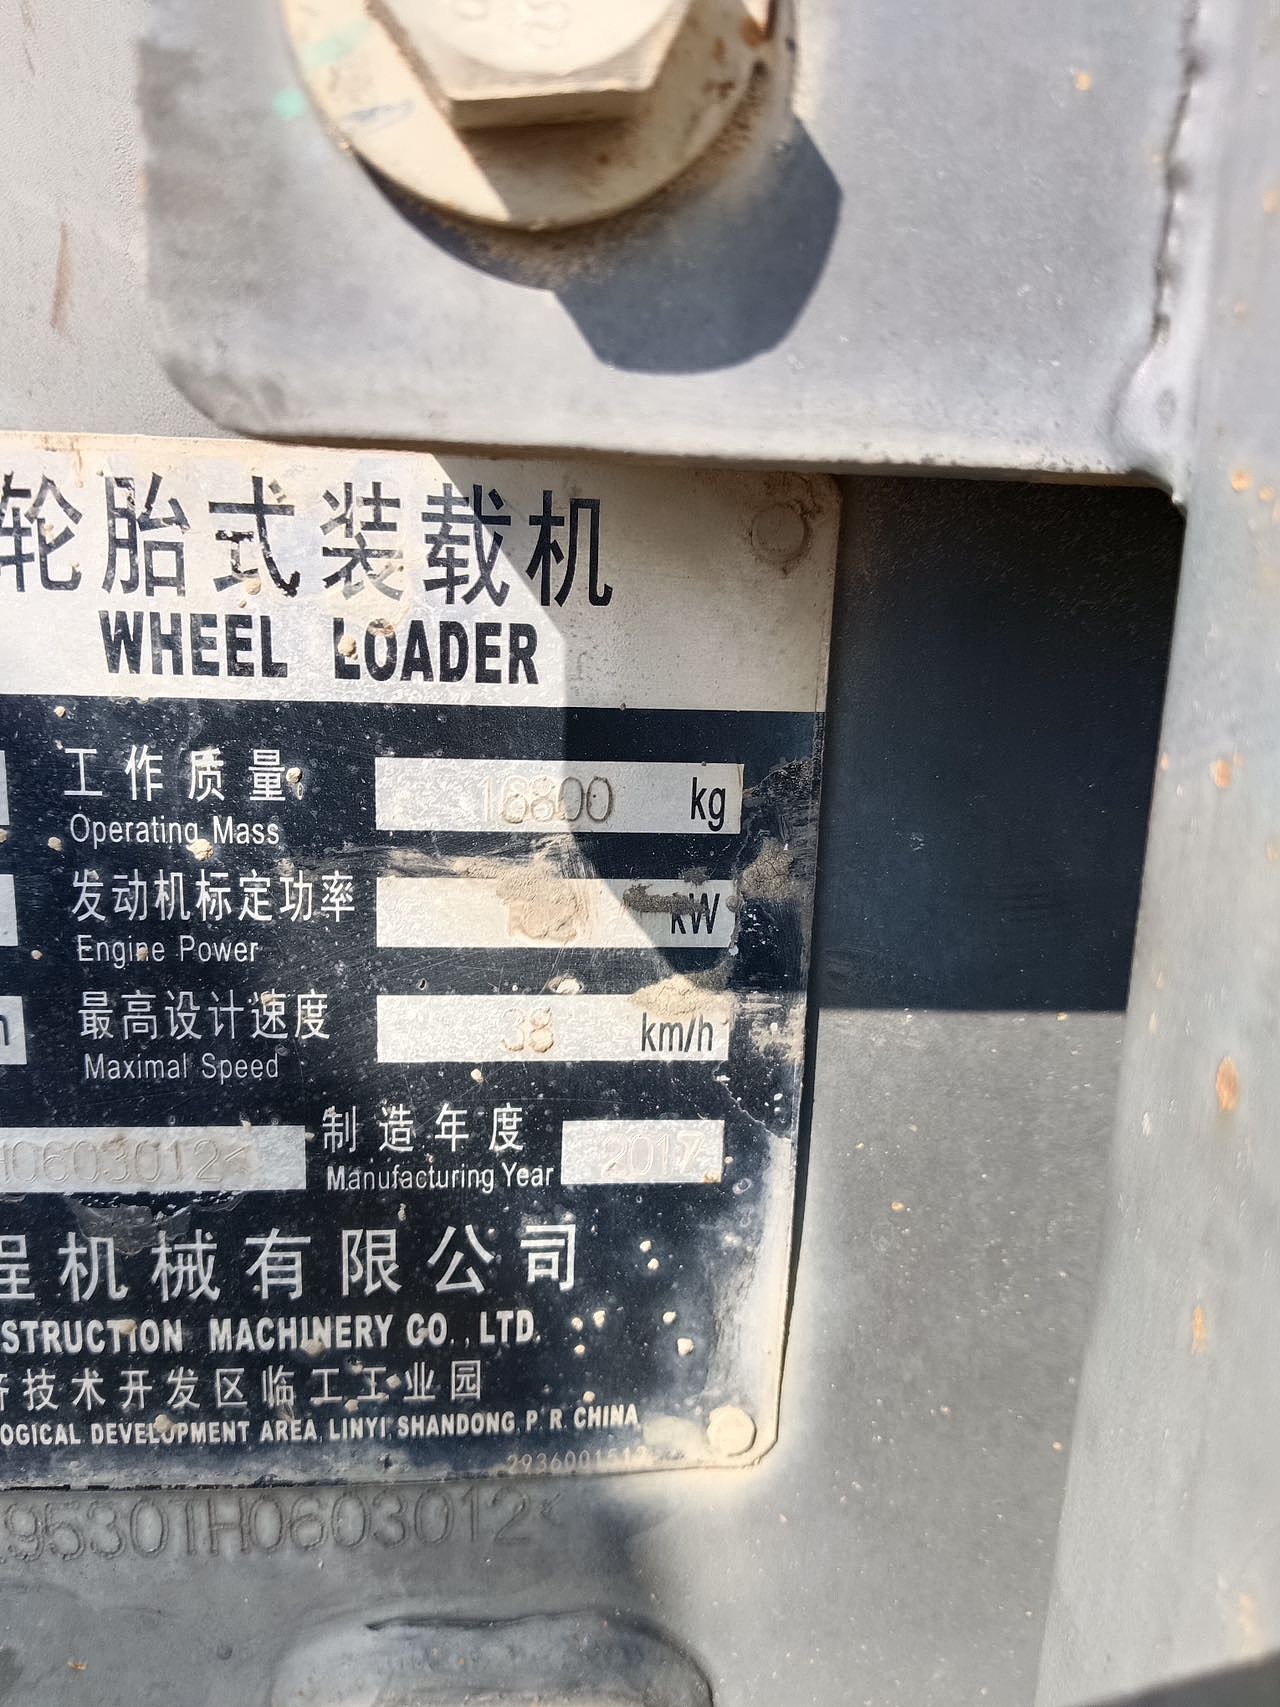 轮胎式装载机
WHEEL LOADER
工作质量 16800 kg
Operating Mass
发动机标定功率 kW
Engine Power
最高设计速度 38 km/h
Maximal Speed
H0603012< 制造年度 2017
Manufacturing Year
程机械有限公司
STRUCTION MACHINERY CO., LTD.
技术开发区临工工业园
OGICAL DEVELOPMENT AREA, LINYI, SHANDONG, P. R. CHINA
2936001512
9530TH0603012<